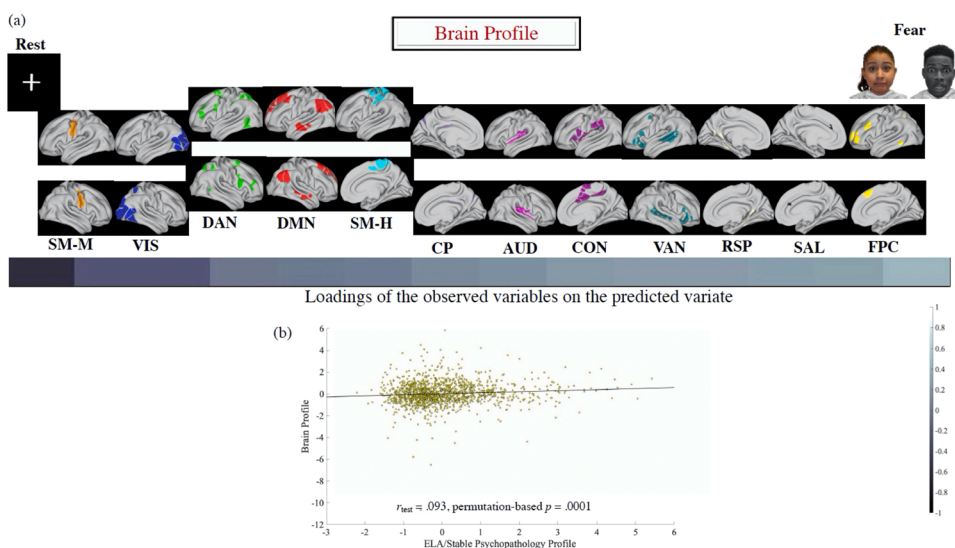 (a)
Brain Profile
Rest
Fear
DAN DMN SM-H
SM-M VIS CP AUD CON VAN RSP SAL FPC
Loadings of the observed variables on the predicted variate
(b)
6
4
2
0
-2
-4
-6
-8
-10
-12
Brain Profile
r test = .093, permutation-based p = .0001
-3 -2 -1 0 1 2 3 4 5 6
ELA/Stable Psychopathology Profile
1
0.8
0.6
0.4
0.2
0
-0.2
-0.4
-0.6
-0.8
-1